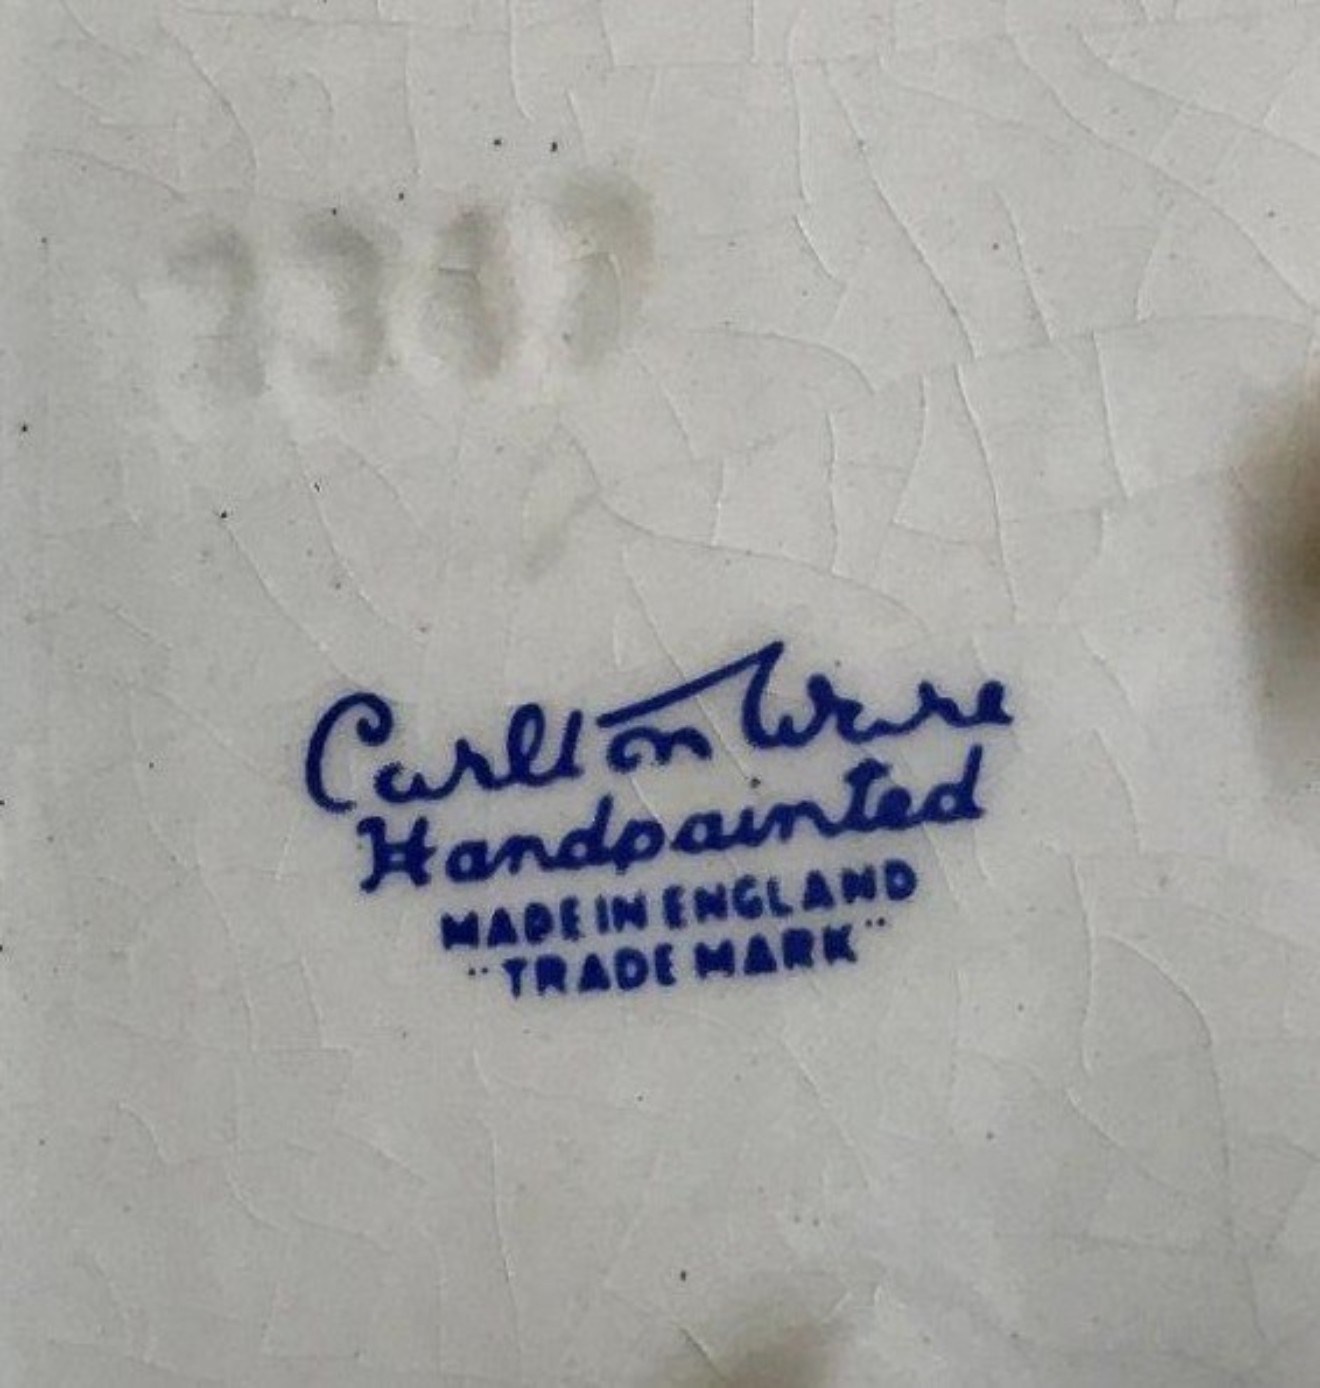 Carlton Ware
Handpainted
MADE IN ENGLAND
"TRADE MARK"